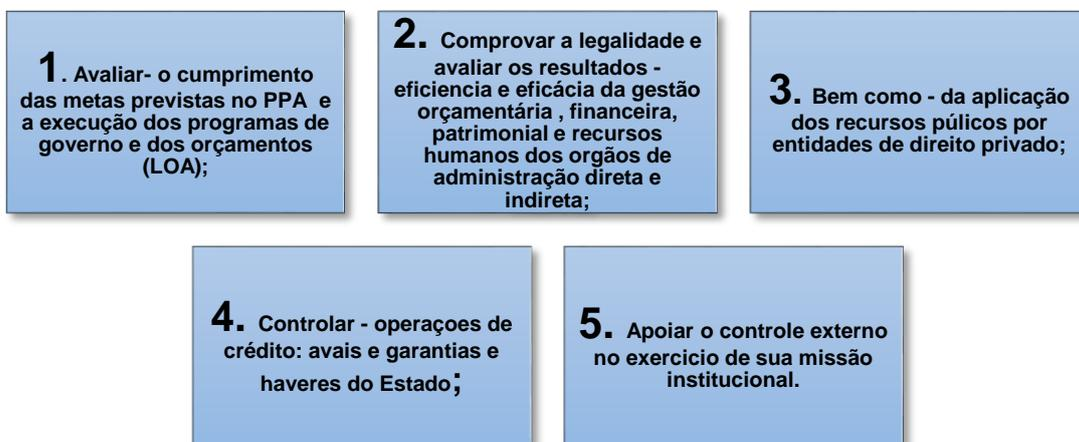 1. Avaliar- o cumprimento
das metas previstas no PPA e
a execução dos programas de
governo e dos orçamentos
(LOA);
2. Comprovar a legalidade e
avaliar os resultados -
eficiencia e eficácia da gestão
orçamentária , financeira,
patrimonial e recursos
humanos dos orgãos de
administração direta e
indireta;
3. Bem como - da aplicação
dos recursos púlicos por
entidades de direito privado;
4. Controlar - operaçoes de
crédito: avais e garantias e
haveres do Estado;
5. Apoiar o controle externo
no exercicio de sua missão
institucional.